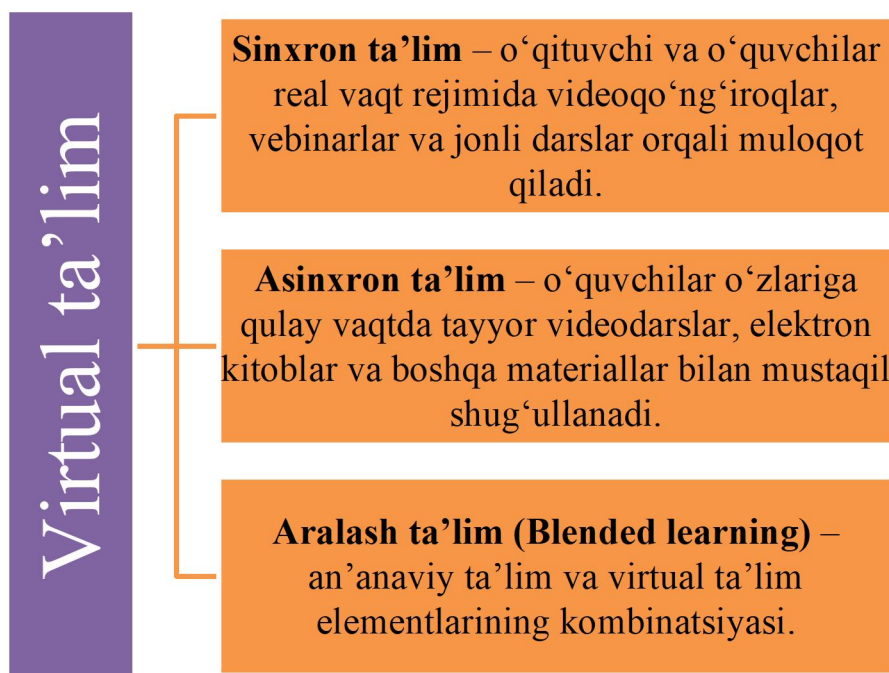 Virtual ta’lim
Sinxron ta’lim – o‘qituvchi va o‘quvchilar
real vaqt rejimida videoqo‘ng‘iroqlar,
vebinarlar va jonli darslar orqali muloqot
qiladi.
Asinxron ta’lim – o‘quvchilar o‘zlariga
qulay vaqtda tayyor videodarslar, elektron
kitoblar va boshqa materiallar bilan mustaqil
shug‘ullanadi.
Aralash ta’lim (Blended learning) –
an’anaviy ta’lim va virtual ta’lim
elementlarining kombinatsiyasi.